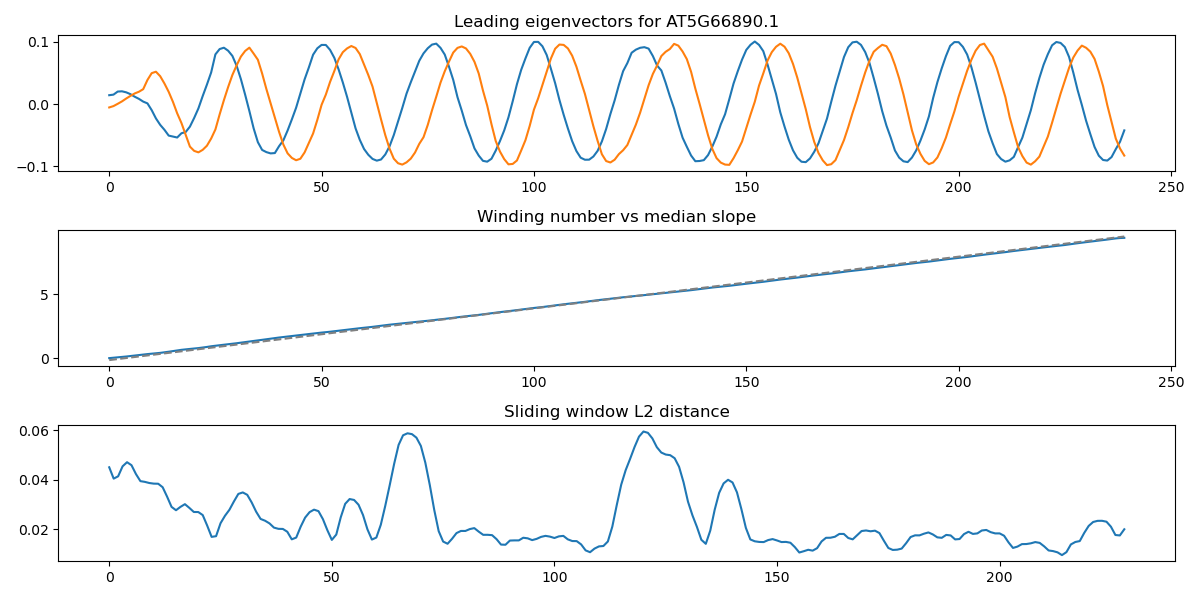 Leading eigenvectors for AT5G66890.1
0.1
0.0
−0.1
0 50 100 150 200 250
Winding number vs median slope
5
0
0 50 100 150 200 250
Sliding window L2 distance
0.06
0.04
0.02
0 50 100 150 200